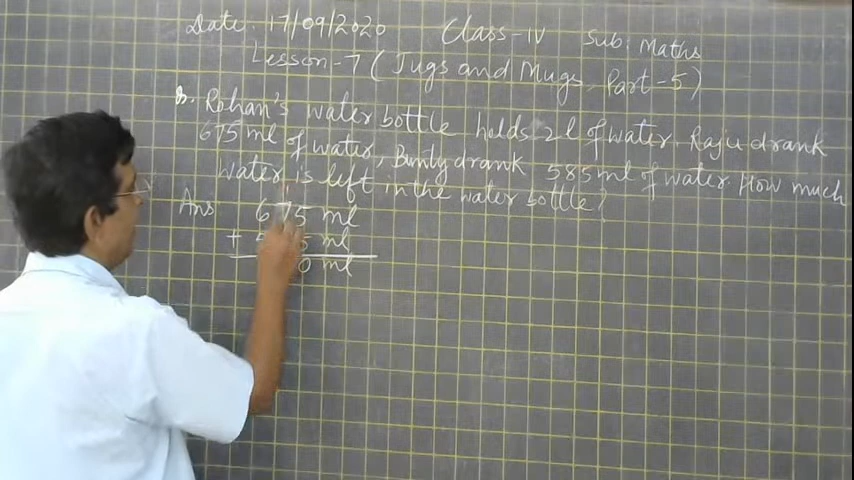 Date: 17/09/2020 Class-IV Sub: Maths
Lesson-7 (Jugs and Mugs, Part-5)
Q. Rohan's water bottle holds 2 l of water. Raju drank
675 ml of water, Bunty drank 585 ml of water. How much
water is left in the water bottle?
Ans 675 ml
+ 5 5 ml
0 ml